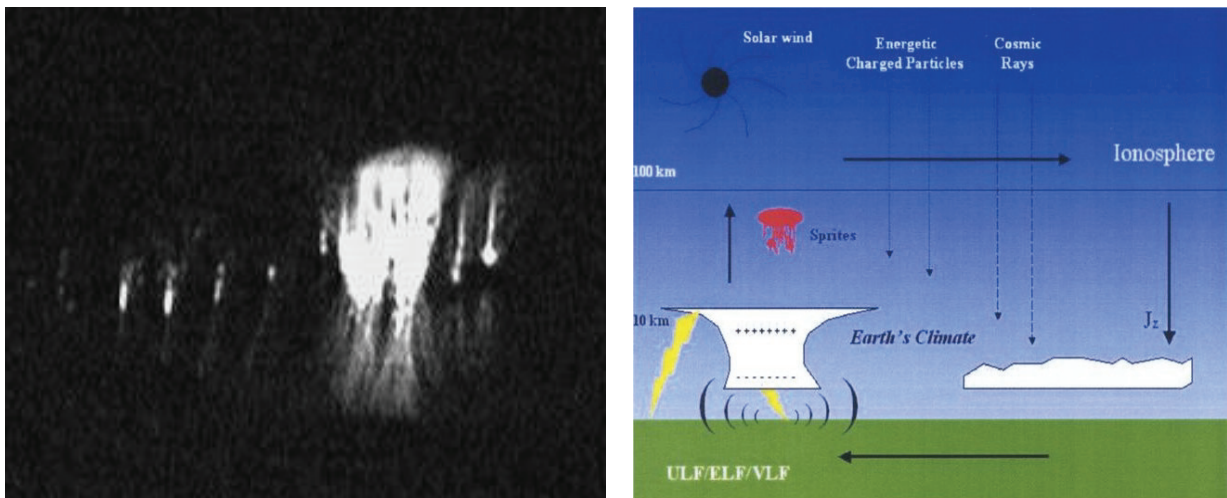 Solar wind
Energetic
Charged Particles
Cosmic
Rays
Ionosphere
100 km
Sprites
10 km
++++++++
Earth's Climate
Jz
--------
ULF/ELF/VLF